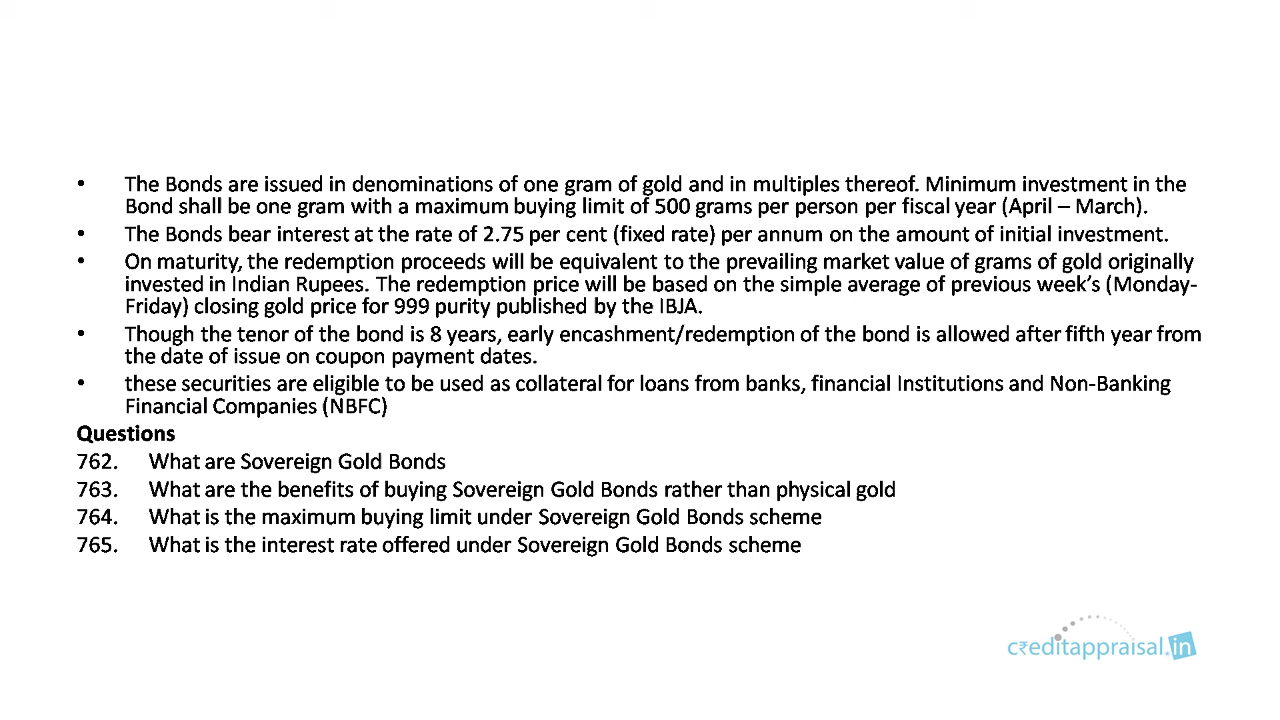 • The Bonds are issued in denominations of one gram of gold and in multiples thereof. Minimum investment in the
Bond shall be one gram with a maximum buying limit of 500 grams per person per fiscal year (April – March).
• The Bonds bear interest at the rate of 2.75 per cent (fixed rate) per annum on the amount of initial investment.
• On maturity, the redemption proceeds will be equivalent to the prevailing market value of grams of gold originally
invested in Indian Rupees. The redemption price will be based on the simple average of previous week's (Monday-
Friday) closing gold price for 999 purity published by the IBJA.
• Though the tenor of the bond is 8 years, early encashment/redemption of the bond is allowed after fifth year from
the date of issue on coupon payment dates.
• these securities are eligible to be used as collateral for loans from banks, financial Institutions and Non-Banking
Financial Companies (NBFC)
Questions
762. What are Sovereign Gold Bonds
763. What are the benefits of buying Sovereign Gold Bonds rather than physical gold
764. What is the maximum buying limit under Sovereign Gold Bonds scheme
765. What is the interest rate offered under Sovereign Gold Bonds scheme
c₹editappraisal.in